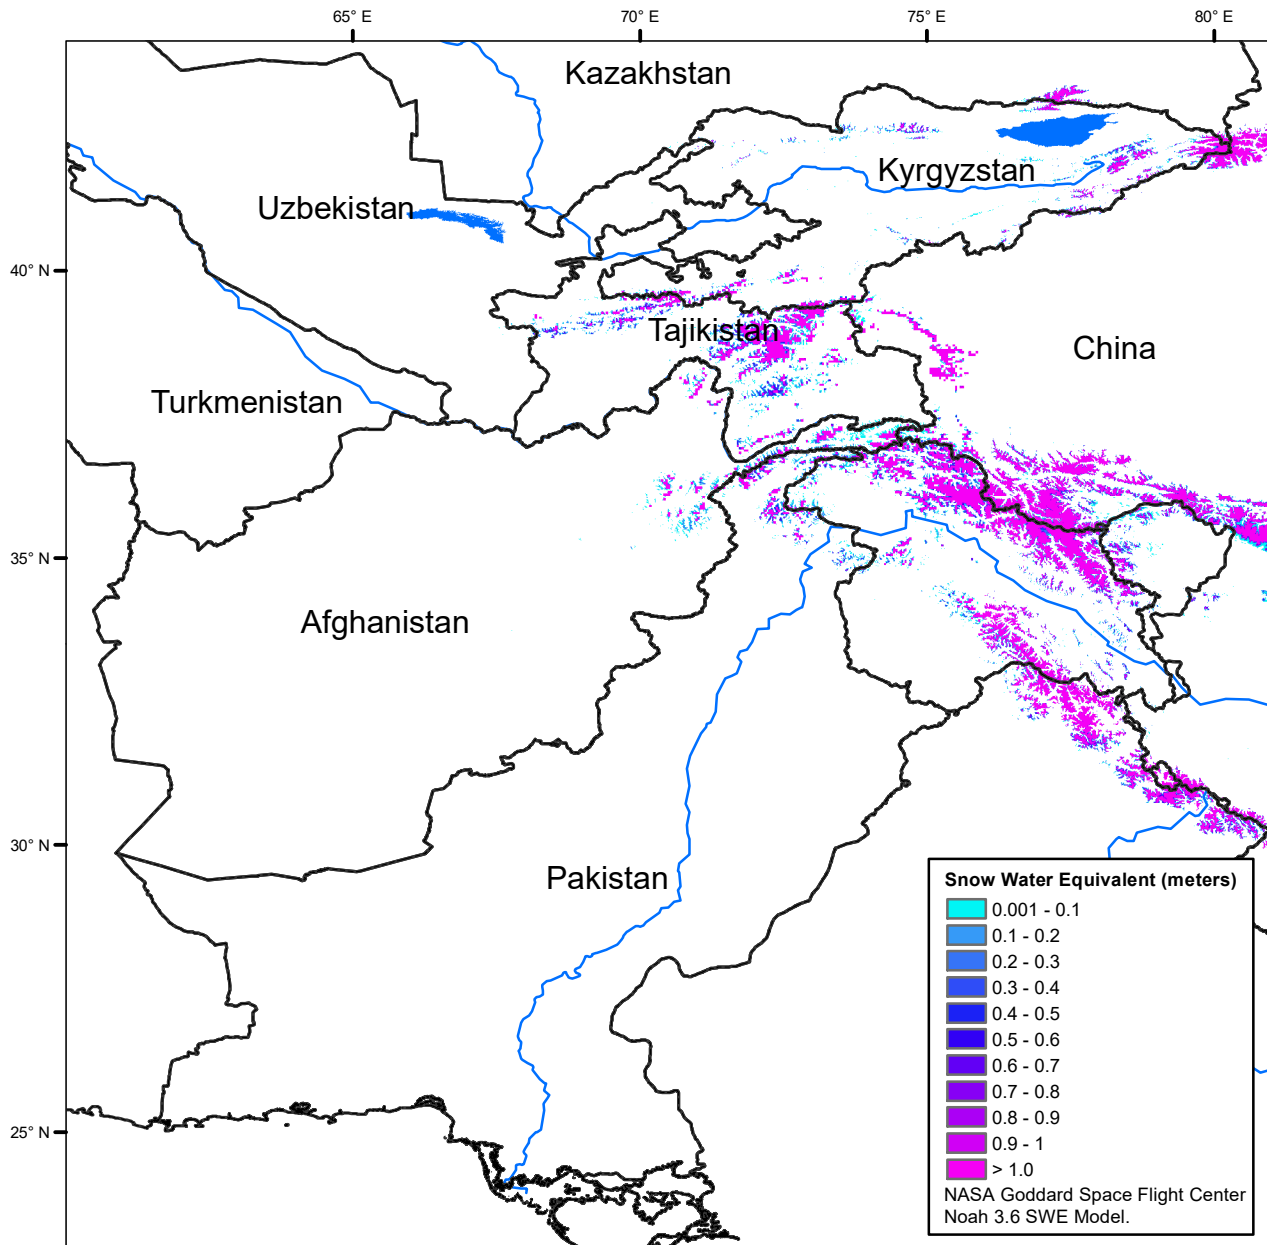 65° E
70° E
75° E
80° E
Kazakhstan
Kyrgyzstan
Uzbekistan
40° N
Tajikistan
China
Turkmenistan
35° N
Afghanistan
30° N
Pakistan
25° N
Snow Water Equivalent (meters)
0.001 - 0.1
0.1 - 0.2
0.2 - 0.3
0.3 - 0.4
0.4 - 0.5
0.5 - 0.6
0.6 - 0.7
0.7 - 0.8
0.8 - 0.9
0.9 - 1
> 1.0
NASA Goddard Space Flight Center
Noah 3.6 SWE Model.